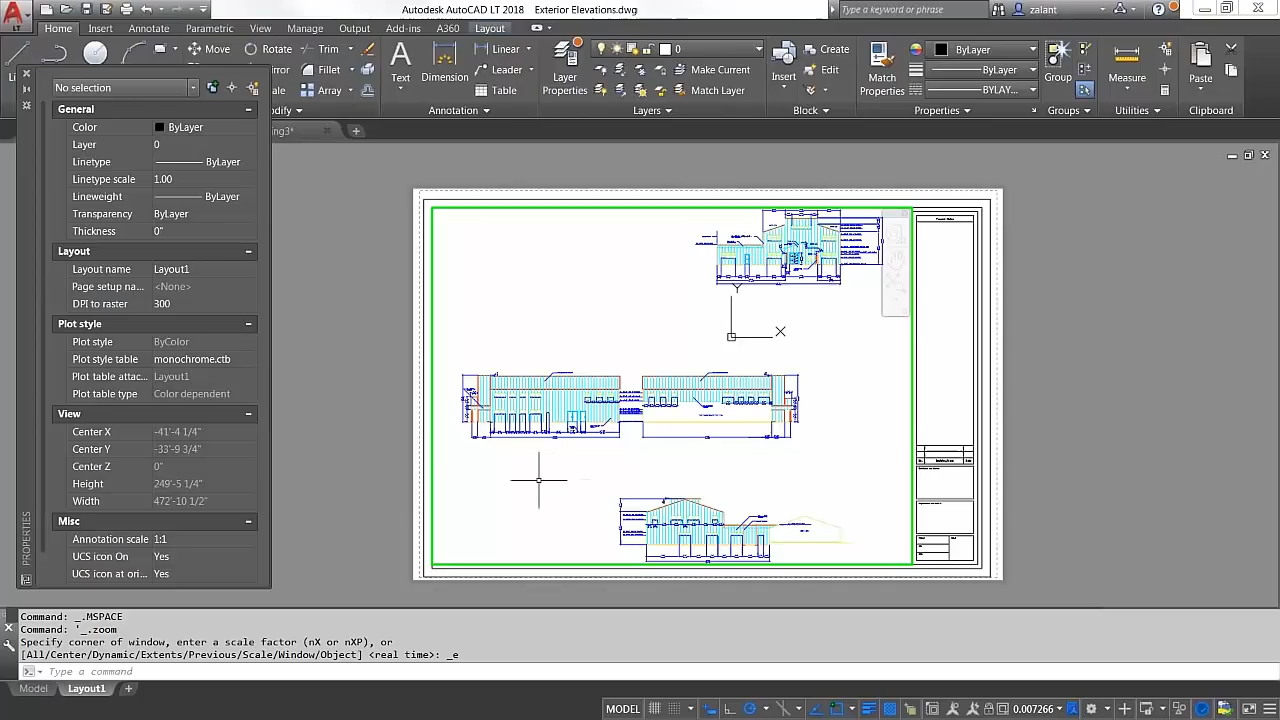 LT
Autodesk AutoCAD LT 2018 Exterior Elevations.dwg
Type a keyword or phrase
zalant
Home Insert Annotate Parametric View Manage Output Add-ins A360 Layout
Move Rotate Trim
Fillet
Array
Text
Dimension
Linear
Leader
Table
Layer
Properties
0
Make Current
Match Layer
Insert
Create
Edit
Match
Properties
ByLayer
ByLayer
BYLAY...
Group
Measure
Paste
Annotation
Layers
Block
Properties
Groups
Utilities
Clipboard
No selection
General
Color ByLayer
Layer 0
Linetype ByLayer
Linetype scale 1.00
Lineweight ByLayer
Transparency ByLayer
Thickness 0"
Layout
Layout name Layout1
Page setup na... <None>
DPI to raster 300
Plot style
Plot style ByColor
Plot style table monochrome.ctb
Plot table attac... Layout1
Plot table type Color dependent
View
Center X -41'-4 1/4"
Center Y -33'-9 3/4"
Center Z 0"
Height 249'-5 1/4"
Width 472'-10 1/2"
Misc
Annotation scale 1:1
UCS icon On Yes
UCS icon at ori... Yes
PROPERTIES
Command: _.MSPACE
Command: '_.zoom
Specify corner of window, enter a scale factor (nX or nXP), or
[All/Center/Dynamic/Extents/Previous/Scale/Window/Object] <real time>: _e
Type a command
Model Layout1
MODEL 0.007266